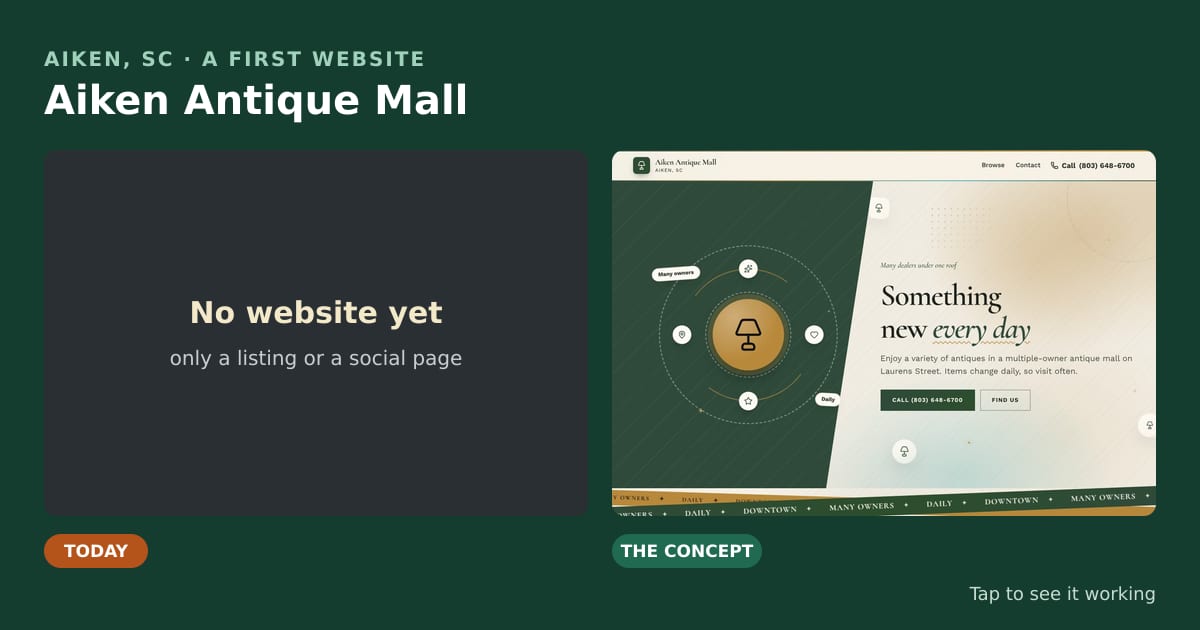 AIKEN, SC · A FIRST WEBSITE
Aiken Antique Mall
No website yet
only a listing or a social page
TODAY
Aiken Antique Mall
AIKEN, SC
Browse
Contact
Call (803) 648-6700
Many owners
Daily
Many dealers under one roof
Something
new every day
Enjoy a variety of antiques in a multiple-owner antique mall on
Laurens Street. Items change daily, so visit often.
CALL (803) 648-6700
FIND US
Y OWNERS ✦ DAILY ✦
OWNERS ✦ DAILY ✦ DOWNTOWN ✦ MANY OWNERS ✦ DAILY ✦ DOWNTOWN ✦ MANY OWNERS ✦
THE CONCEPT
Tap to see it working